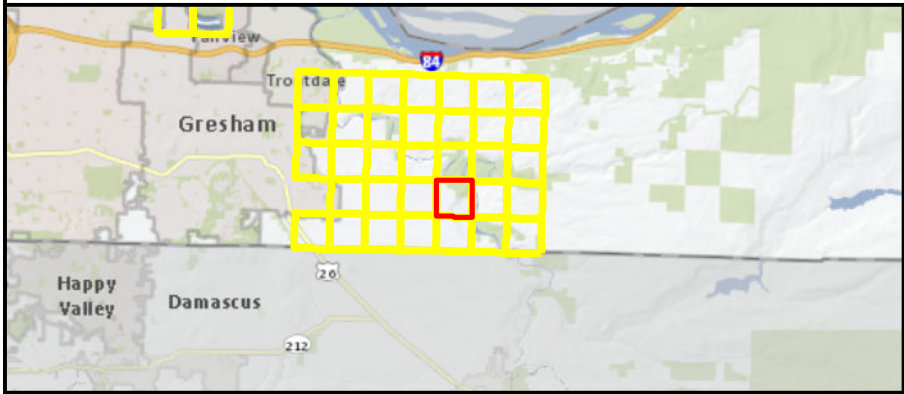 Fairview
84
Troutdale
Gresham
26
Happy
Valley
Damascus
212